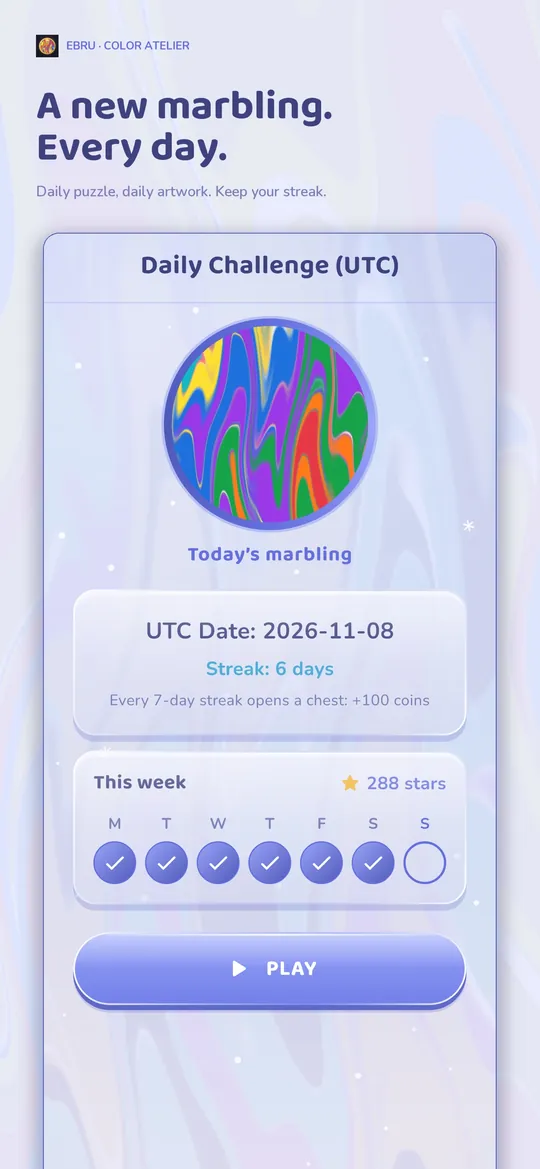 EBRU · COLOR ATELIER
A new marbling.
Every day.
Daily puzzle, daily artwork. Keep your streak.
Daily Challenge (UTC)
Today's marbling
UTC Date: 2026-11-08
Streak: 6 days
Every 7-day streak opens a chest: +100 coins
This week
288 stars
M T W T F S S
PLAY